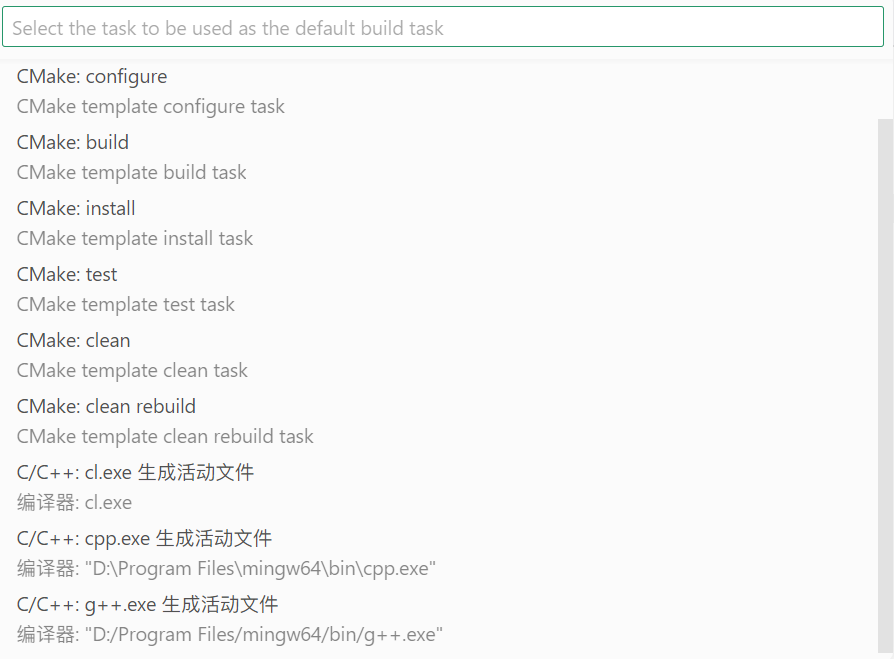 Select the task to be used as the default build task
CMake: configure
CMake template configure task
CMake: build
CMake template build task
CMake: install
CMake template install task
CMake: test
CMake template test task
CMake: clean
CMake template clean task
CMake: clean rebuild
CMake template clean rebuild task
C/C++: cl.exe 生成活动文件
编译器: cl.exe
C/C++: cpp.exe 生成活动文件
编译器: "D:\Program Files\mingw64\bin\cpp.exe"
C/C++: g++.exe 生成活动文件
编译器: "D:/Program Files/mingw64/bin/g++.exe"